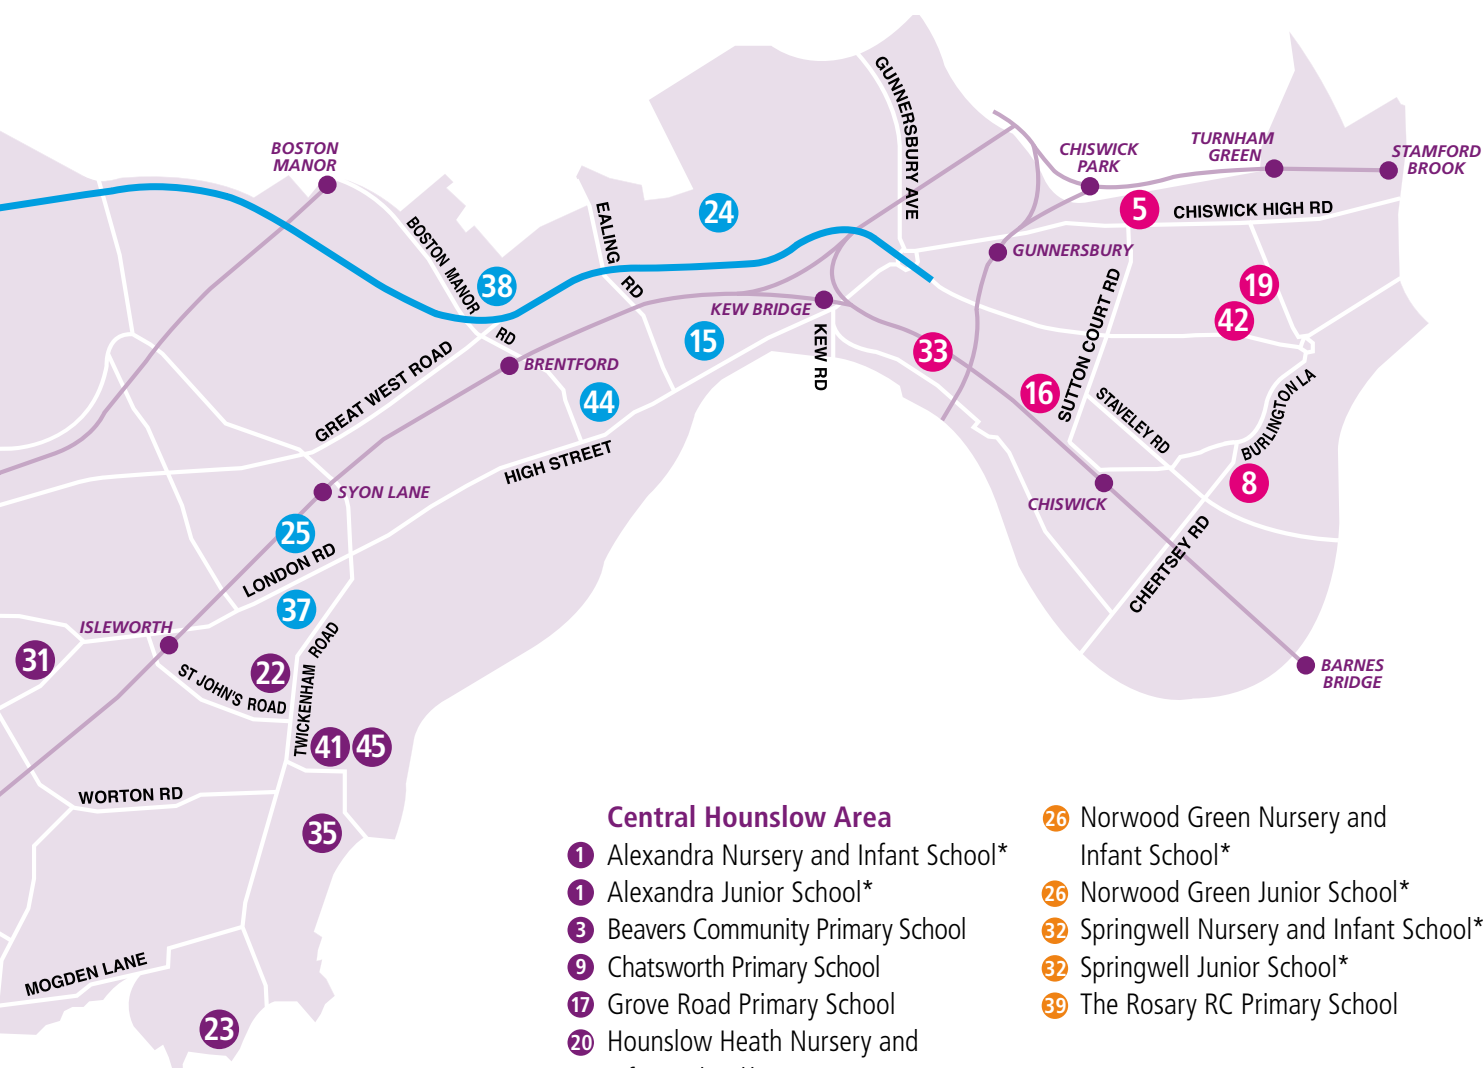 GUNNERSBURY AVE
BOSTON
MANOR
CHISWICK
PARK
TURNHAM
GREEN
STAMFORD
BROOK
EALING RD
24
5
CHISWICK HIGH RD
BOSTON MANOR RD
38
GUNNERSBURY
19
KEW BRIDGE
42
15
KEW RD
33
SUTTON COURT RD
GREAT WEST ROAD
BRENTFORD
44
16
STAVELEY RD
BURLINGTON LA
HIGH STREET
SYON LANE
8
CHISWICK
25
LONDON RD
CHERTSEY RD
37
ISLEWORTH
31
22
ST JOHN'S ROAD
TWICKENHAM ROAD
BARNES
BRIDGE
41
45
WORTON RD
35
MOGDEN LANE
23
Central Hounslow Area
1 Alexandra Nursery and Infant School*
1 Alexandra Junior School*
3 Beavers Community Primary School
9 Chatsworth Primary School
17 Grove Road Primary School
20 Hounslow Heath Nursery and
26 Norwood Green Nursery and
Infant School*
26 Norwood Green Junior School*
32 Springwell Nursery and Infant School*
32 Springwell Junior School*
39 The Rosary RC Primary School